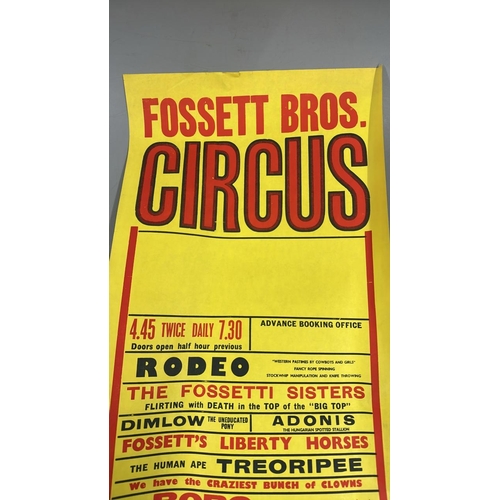 FOSSETT BROS.
CIRCUS
4.45 TWICE DAILY 7.30
Doors open half hour previous
ADVANCE BOOKING OFFICE
RODEO
"WESTERN PASTIMES BY COWBOYS AND GIRLS"
FANCY ROPE SPINNING
STOCKWHIP MANIPULATION AND KNIFE THROWING
THE FOSSETTI SISTERS
FLIRTING with DEATH in the TOP of the "BIG TOP"
DIMLOW THE UNEDUCATED PONY
ADONIS
THE HUNGARIAN SPOTTED STALLION
FOSSETT'S LIBERTY HORSES
THE HUMAN APE TREORIPEE
We have the CRAZIEST BUNCH of CLOWNS